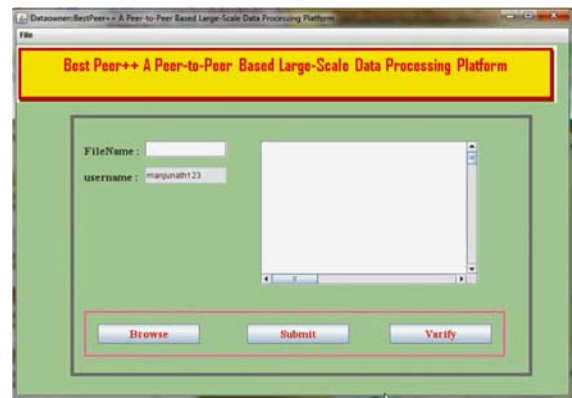 Dataowner:BestPeer++ A Peer-to-Peer Based Large-Scale Data Processing Platform
File
Best Peer++ A Peer-to-Peer Based Large-Scale Data Processing Platform
FileName :
username : manjunath123
Browse Submit Varify